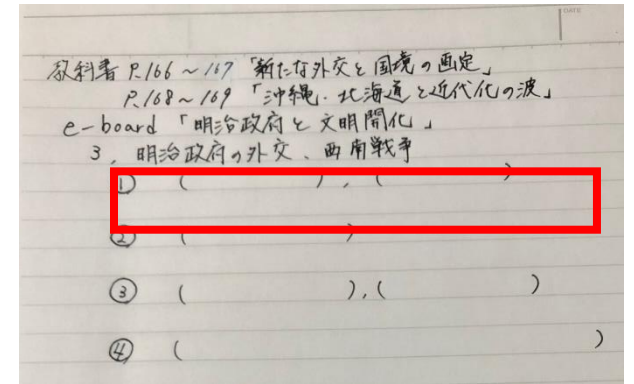 DATE
教科書 P.166～167 「新たな外交と国境の画定」
P.168～169 「沖縄・北海道と近代化の波」
e-board 「明治政府と文明開化」
3, 明治政府の外交、西南戦争
① (　　　　), (　　　　)
② (　　　　)
③ (　　　　), (　　　　)
④ (　　　　)